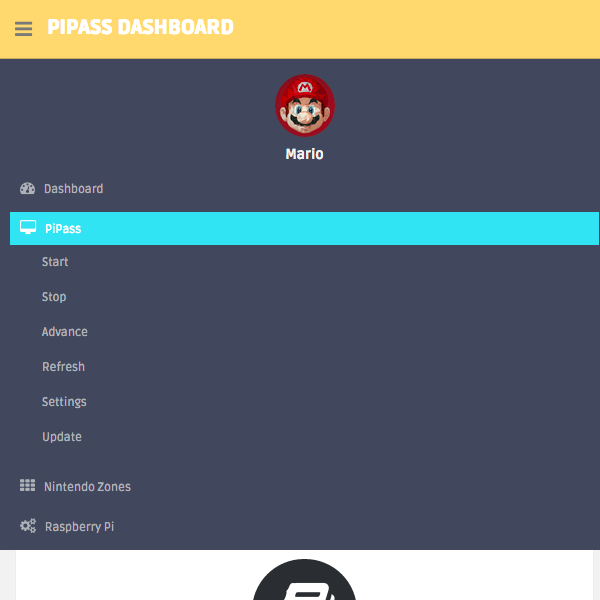 PIPASS DASHBOARD
Mario
Dashboard
PiPass
Start
Stop
Advance
Refresh
Settings
Update
Nintendo Zones
Raspberry Pi